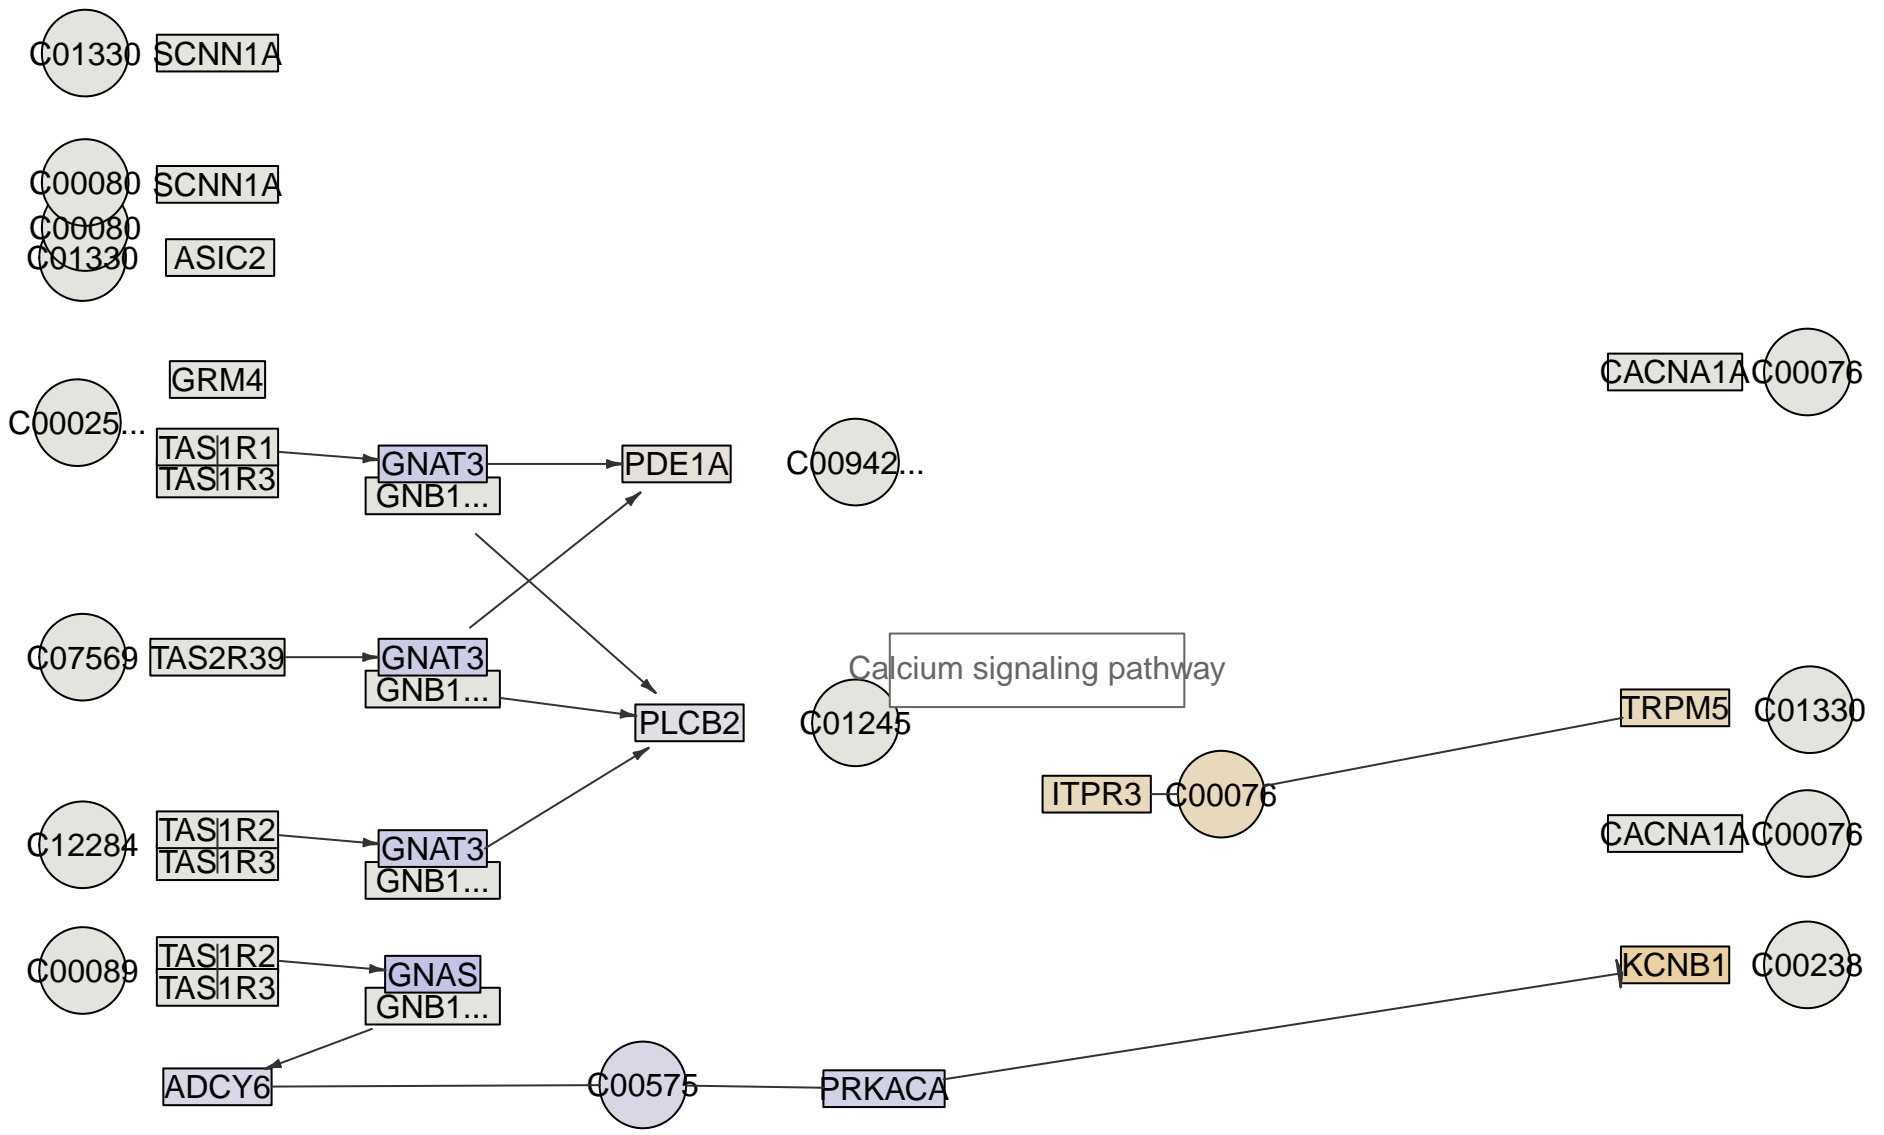 C01330
SCNN1A
C00080
SCNN1A
C00080
C01330
ASIC2
GRM4
C00025...
TAS1R1
TAS1R3
GNAT3
GNB1...
PDE1A
C00942...
CACNA1A
C00076
C07569
TAS2R39
GNAT3
GNB1...
PLCB2
C01245
Calcium signaling pathway
TRPM5
C01330
ITPR3
C00076
C12284
TAS1R2
TAS1R3
GNAT3
GNB1...
CACNA1A
C00076
C00089
TAS1R2
TAS1R3
GNAS
GNB1...
KCNB1
C00238
ADCY6
C00575
PRKACA